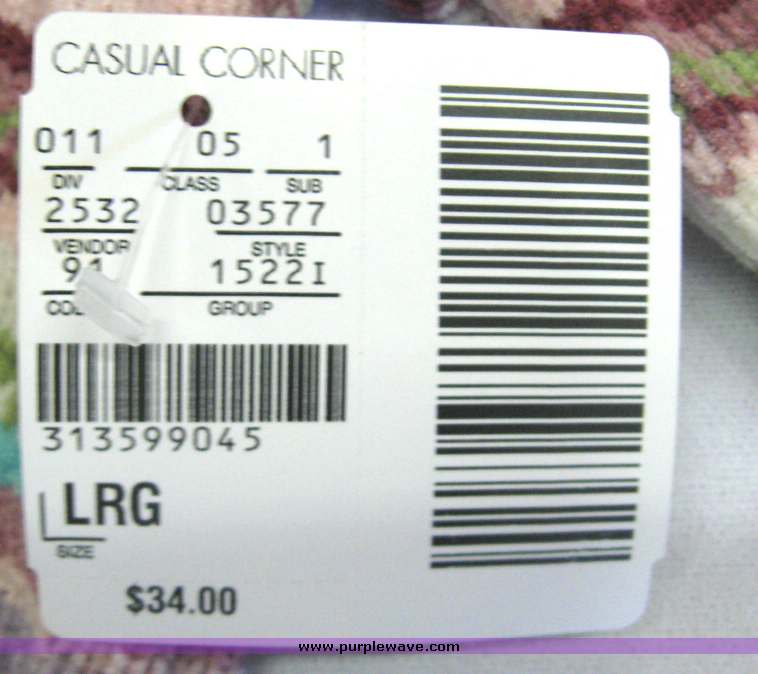 CASUAL CORNER
011 05 1
DIV CLASS SUB
2532 03577
VENDOR STYLE
1522I
GROUP
313599045
LRG
SIZE
$34.00
www.purplewave.com